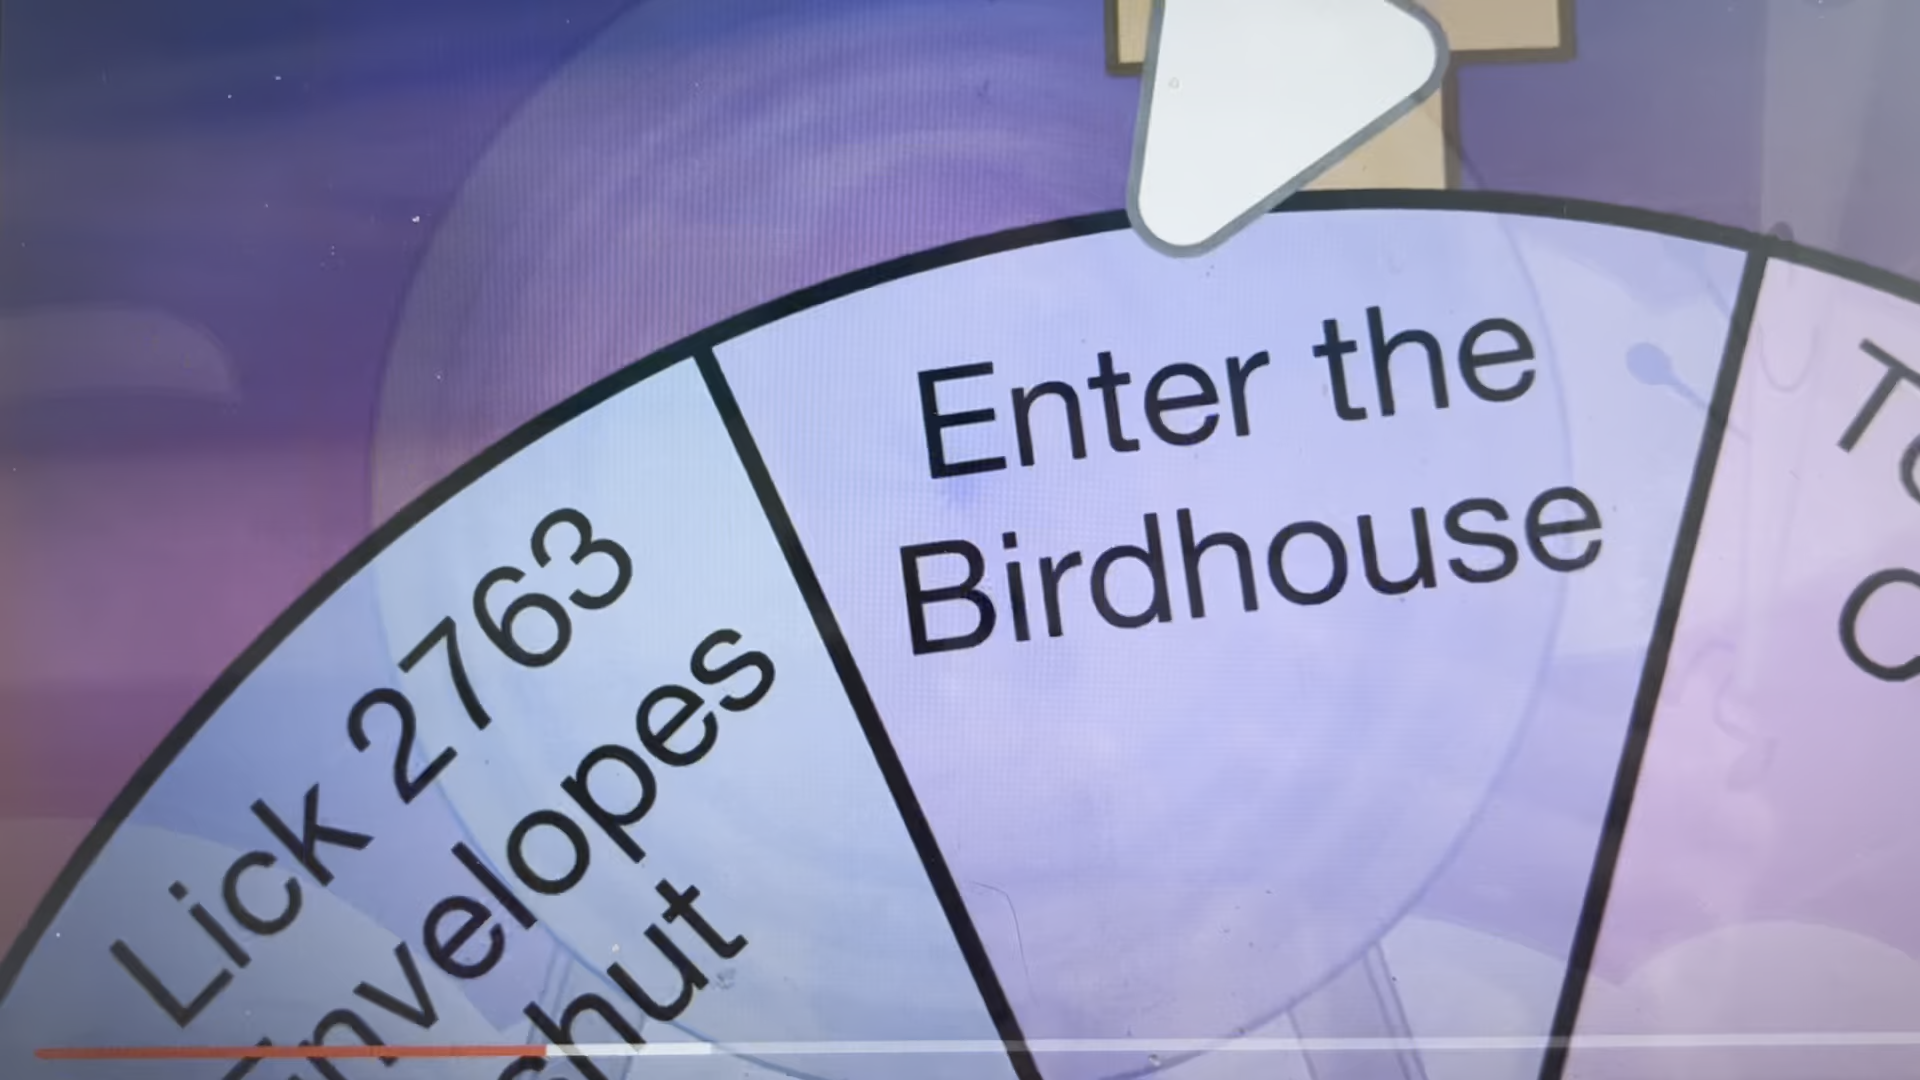 Lick 2763
Envelopes
shut
Enter the
Birdhouse